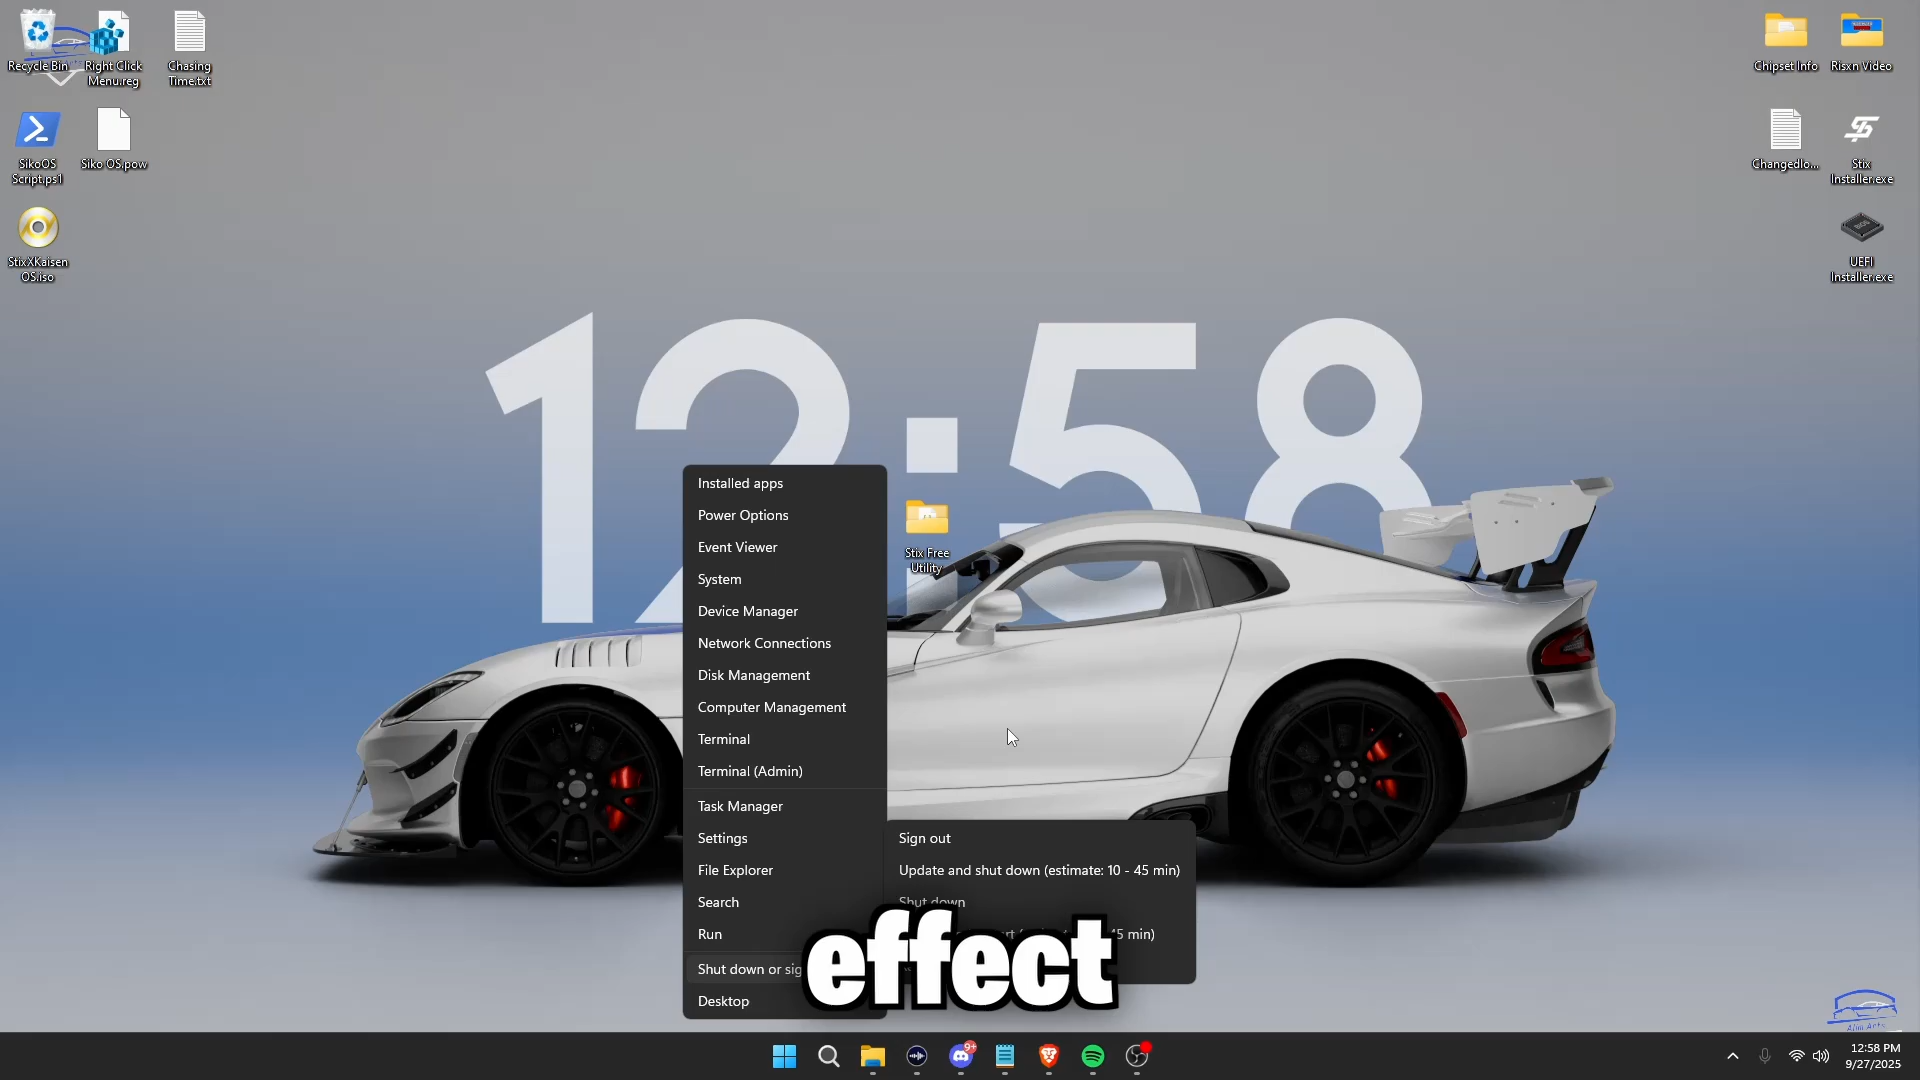 Recycle Bin
Right Click
Menu.reg
Chasing
Time.txt
SikoOS
Script.ps1
Siko OS.pow
StixXKaisen
OS.iso
Chipset Info
Risxn Video
Changedlo...
Stix
Installer.exe
UEFI
Installer.exe
12:58
Stix Free
Utility
Installed apps
Power Options
Event Viewer
System
Device Manager
Network Connections
Disk Management
Computer Management
Terminal
Terminal (Admin)
Task Manager
Settings
File Explorer
Search
Run
Shut down or sig
Desktop
Sign out
Update and shut down (estimate: 10 - 45 min)
Shut down
45 min)
effect
9+
12:58 PM
9/27/2025